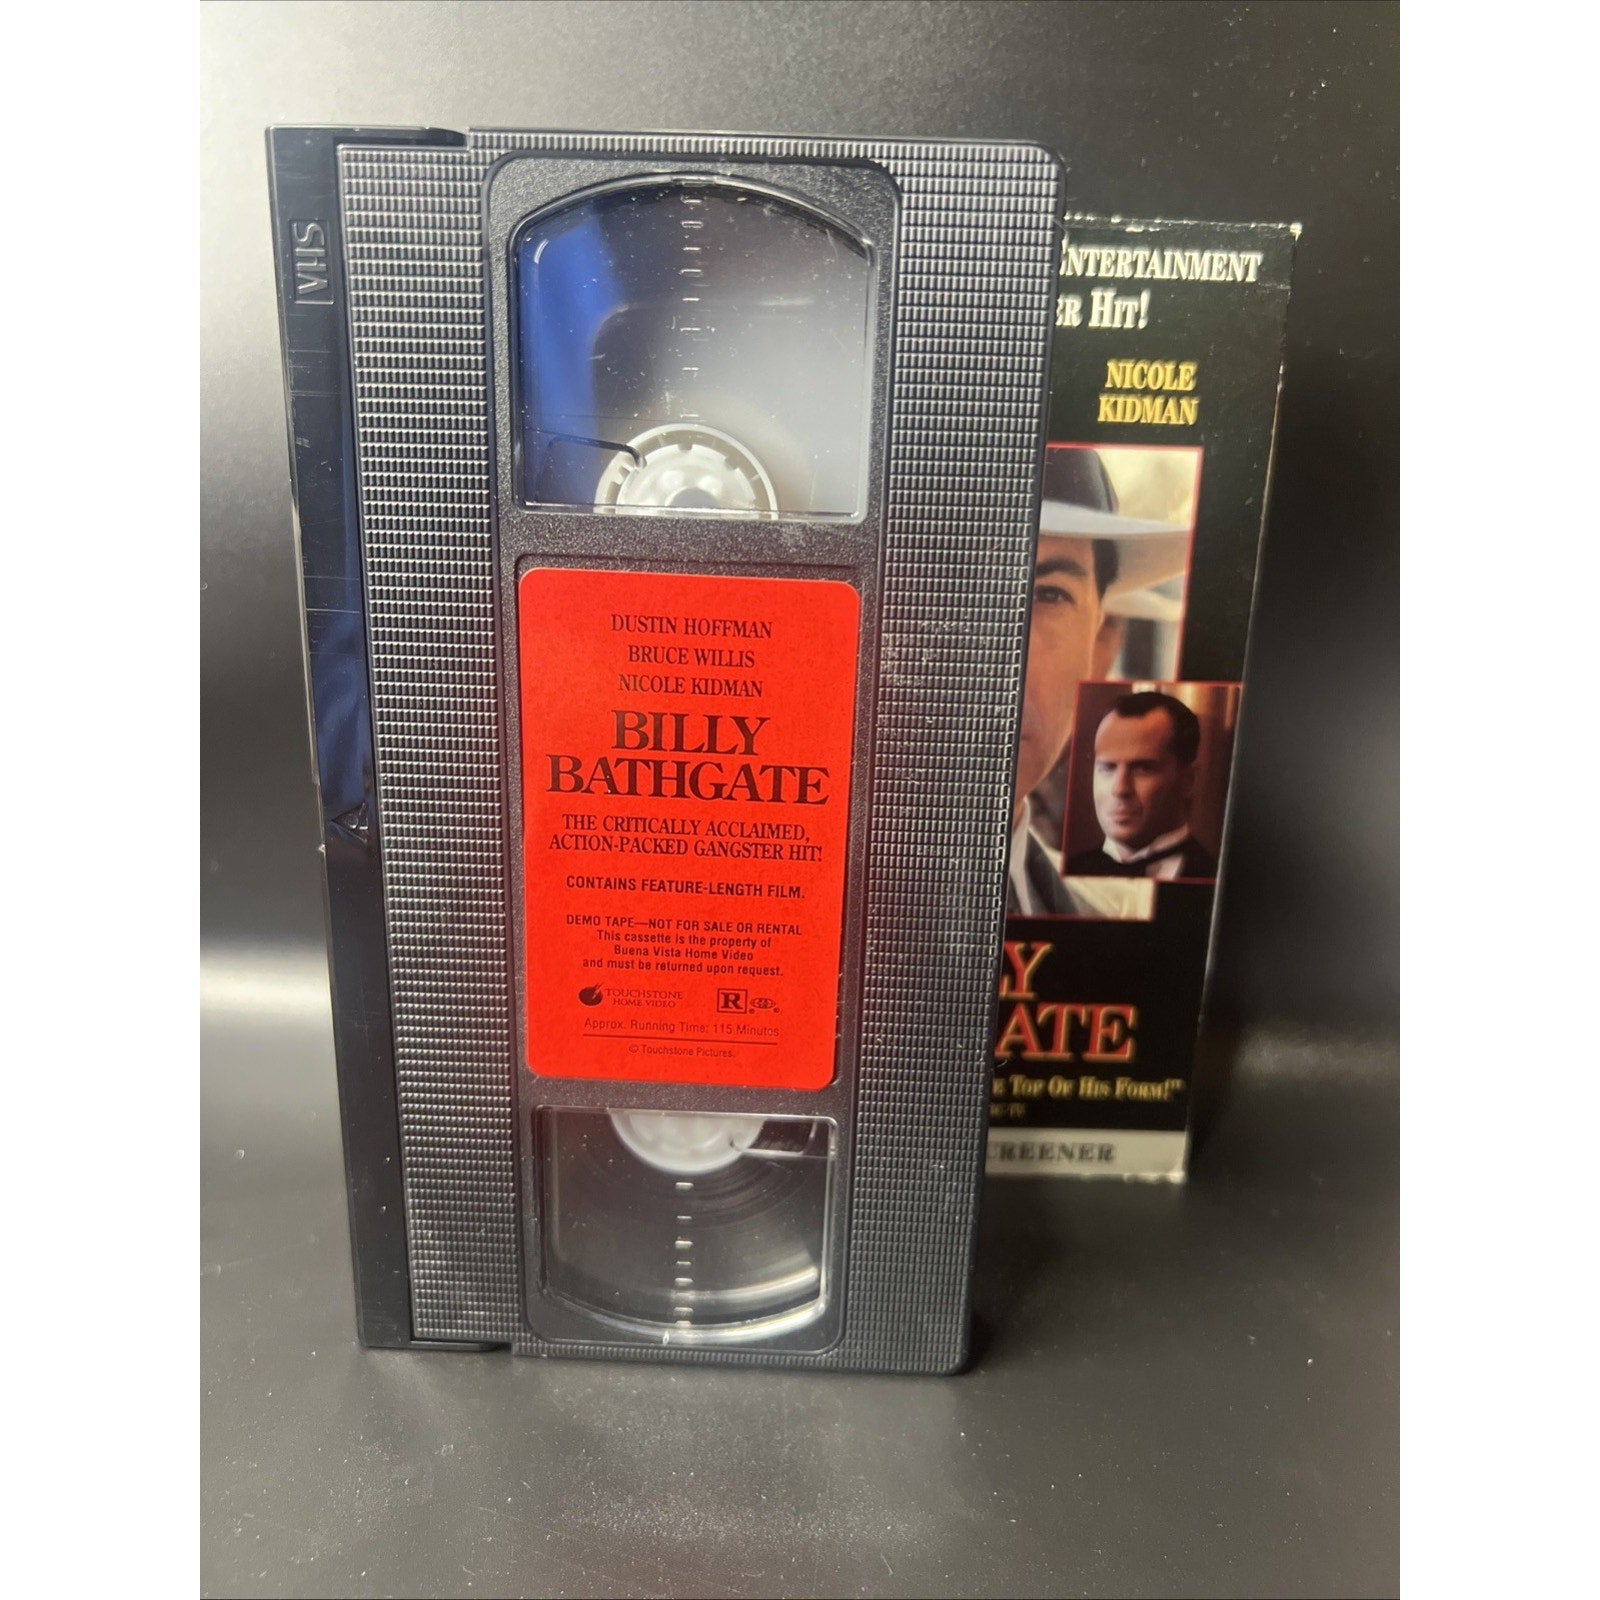 VHS
DUSTIN HOFFMAN
BRUCE WILLIS
NICOLE KIDMAN
BILLY
BATHGATE
THE CRITICALLY ACCLAIMED,
ACTION-PACKED GANGSTER HIT!
CONTAINS FEATURE-LENGTH FILM.
DEMO TAPE—NOT FOR SALE OR RENTAL
This cassette is the property of
Buena Vista Home Video
and must be returned upon request.
TOUCHSTONE
HOME VIDEO
R
Approx. Running Time: 115 Minutes
© Touchstone Pictures.
ENTERTAINMENT
ER HIT!
NICOLE
KIDMAN
LY
ATE
E TOP OF HIS FORM!"
REENER